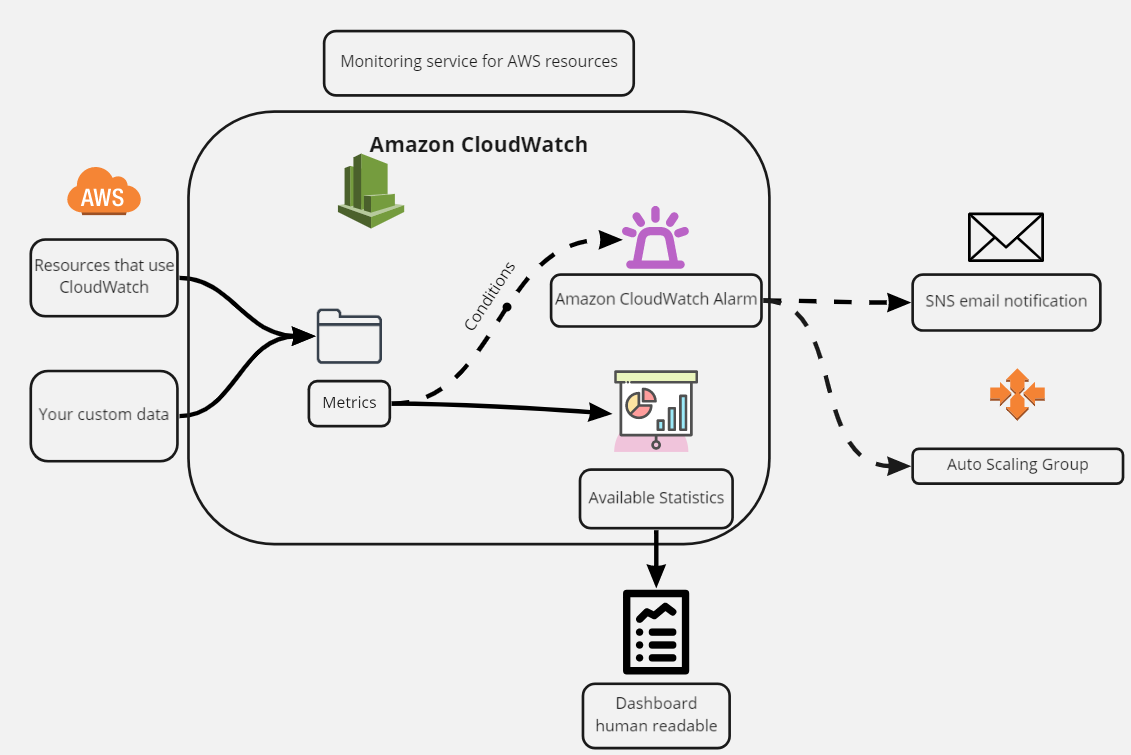 Monitoring service for AWS resources
Amazon CloudWatch
AWS
Resources that use
CloudWatch
Your custom data
Metrics
Conditions
Amazon CloudWatch Alarm
Available Statistics
SNS email notification
Auto Scaling Group
Dashboard
human readable